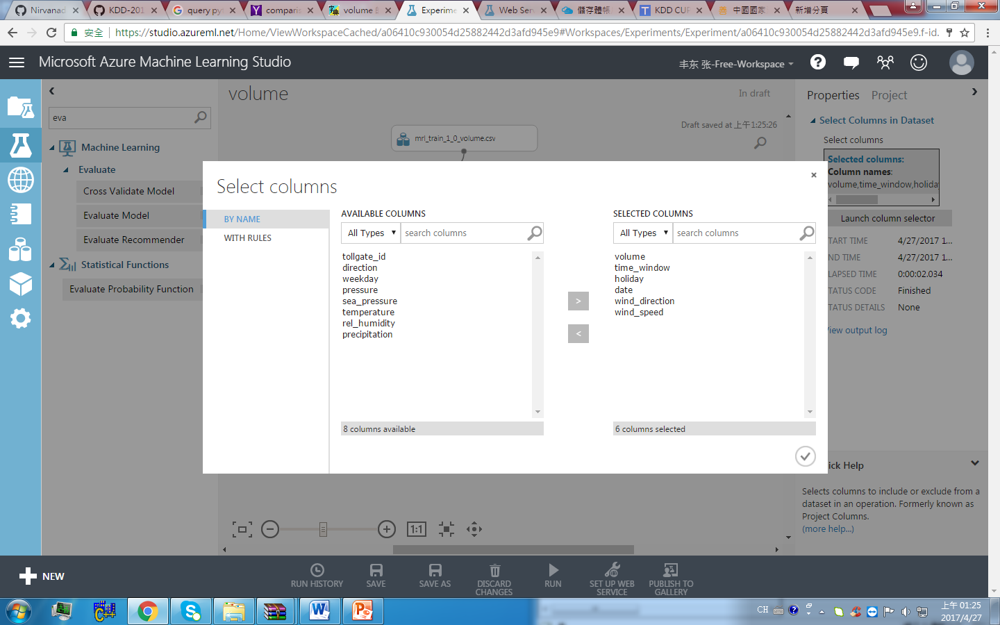 Nirvanad
KDD-201
query py
comparis
volume
Experime
Web Serv
儲存體帳
KDD CUP
中國國家
新增分頁
安全 https://studio.azureml.net/Home/ViewWorkspaceCached/a06410c930054d25882442d3afd945e9#Workspaces/Experiments/Experiment/a06410c930054d25882442d3afd945e9.f-id.
Microsoft Azure Machine Learning Studio
丰东 张-Free-Workspace
eva
Machine Learning
Evaluate
Cross Validate Model
Evaluate Model
Evaluate Recommender
Statistical Functions
Evaluate Probability Function
volume
In draft
Draft saved at 上午1:25:26
mrl_train_1_0_volume.csv
Select columns
BY NAME
WITH RULES
AVAILABLE COLUMNS
All Types
search columns
tollgate_id
direction
weekday
pressure
sea_pressure
temperature
rel_humidity
precipitation
8 columns available
>
<
SELECTED COLUMNS
All Types
search columns
volume
time_window
holiday
date
wind_direction
wind_speed
6 columns selected
Properties Project
Select Columns in Dataset
Select columns
Selected columns:
Column names:
volume,time_window,holiday
Launch column selector
TART TIME 4/27/2017 1...
ND TIME 4/27/2017 1...
LAPSED TIME 0:00:02.034
TATUS CODE Finished
TATUS DETAILS None
View output log
ick Help
Selects columns to include or exclude from a
dataset in an operation. Formerly known as
Project Columns.
(more help...)
1:1
NEW
RUN HISTORY
SAVE
SAVE AS
DISCARD
CHANGES
RUN
SET UP WEB
SERVICE
PUBLISH TO
GALLERY
CH
上午 01:25
2017/4/27